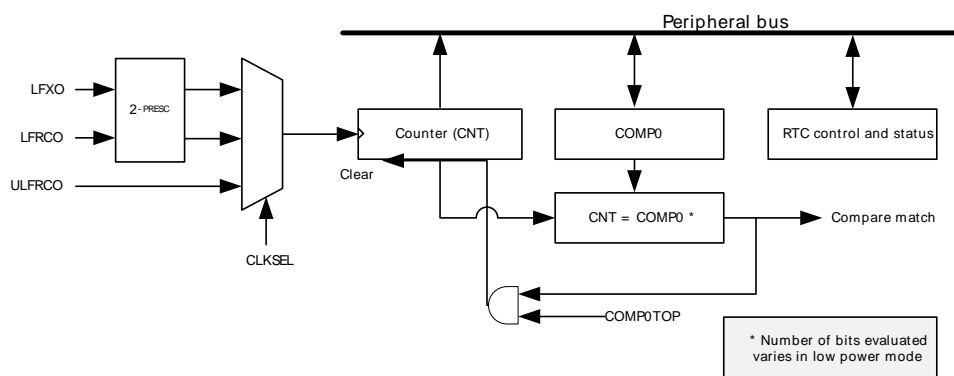 Peripheral bus
LFXO
2-PRESC
LFRCO
Counter (CNT)
COMP0
RTC control and status
Clear
ULFRCO
CNT = COMP0 *
Compare match
CLKSEL
COMP0TOP
* Number of bits evaluated
varies in low power mode